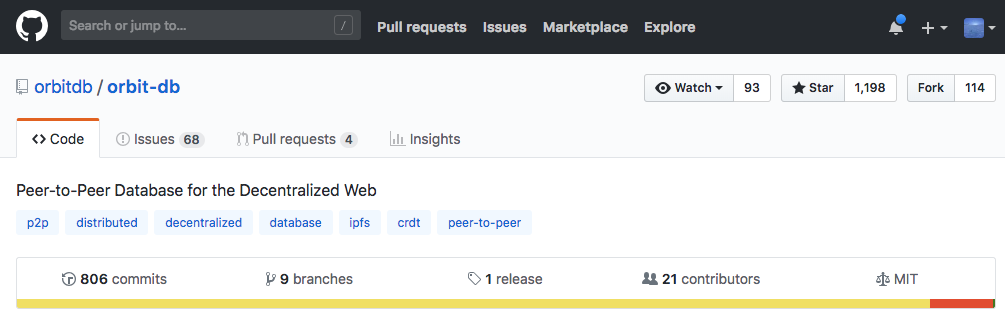 Search or jump to... / Pull requests Issues Marketplace Explore
orbitdb / orbit-db Watch 93 Star 1,198 Fork 114
Code Issues 68 Pull requests 4 Insights
Peer-to-Peer Database for the Decentralized Web
p2p distributed decentralized database ipfs crdt peer-to-peer
806 commits 9 branches 1 release 21 contributors MIT